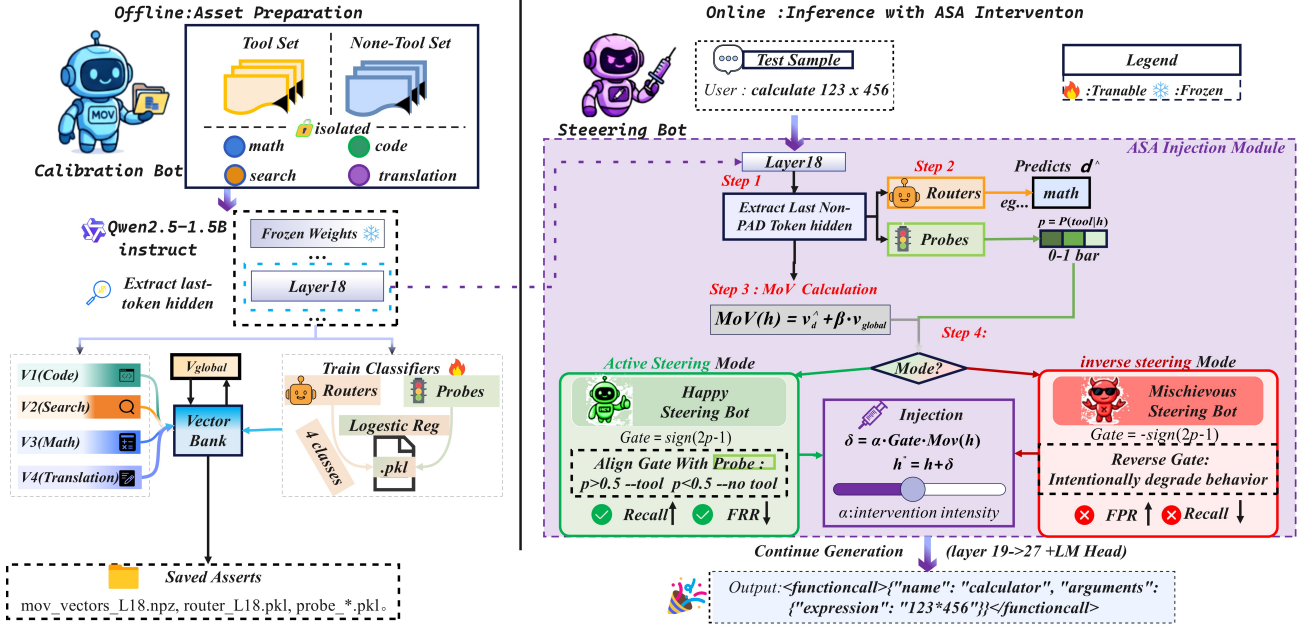 Offline:Asset Preparation
MOV
Calibration Bot
Tool Set
None-Tool Set
isolated
math
code
search
translation
Qwen2.5-1.5B
instruct
Frozen Weights
...
Extract last-
token hidden
Layer18
...
V1(Code)
V2(Search)
V3(Math)
V4(Translation)
Vglobal
Vector
Bank
Train Classifiers
Routers
Probes
Logestic Reg
4 classes
.pkl
Saved Asserts
mov_vectors_L18.npz, router_L18.pkl, probe_*.pkl。
Online :Inference with ASA Interventon
Steeering Bot
Test Sample
User : calculate 123 x 456
Legend
:Tranable
:Frozen
ASA Injection Module
Layer18
Step 1
Extract Last Non-
PAD Token hidden
Step 2
Routers
Predicts d^
eg...
math
Probes
p = P(tool|h)
0-1 bar
Step 3 : MoV Calculation
MoV(h) = v_d^ + β·v_global
Step 4:
Mode?
Active Steering Mode
Happy
Steering Bot
Gate = sign(2p-1)
Align Gate With Probe :
p>0.5 --tool p<0.5 --no tool
Recall↑
FRR↓
Injection
δ = α·Gate·Mov(h)
h* = h+δ
α:intervention intensity
inverse steering Mode
Mischievous
Steering Bot
Gate = -sign(2p-1)
Reverse Gate:
Intentionally degrade behavior
FPR ↑
Recall ↓
Continue Generation
(layer 19->27 +LM Head)
Output:<functioncall>{"name": "calculator", "arguments":
{"expression": "123*456"}}</functioncall>